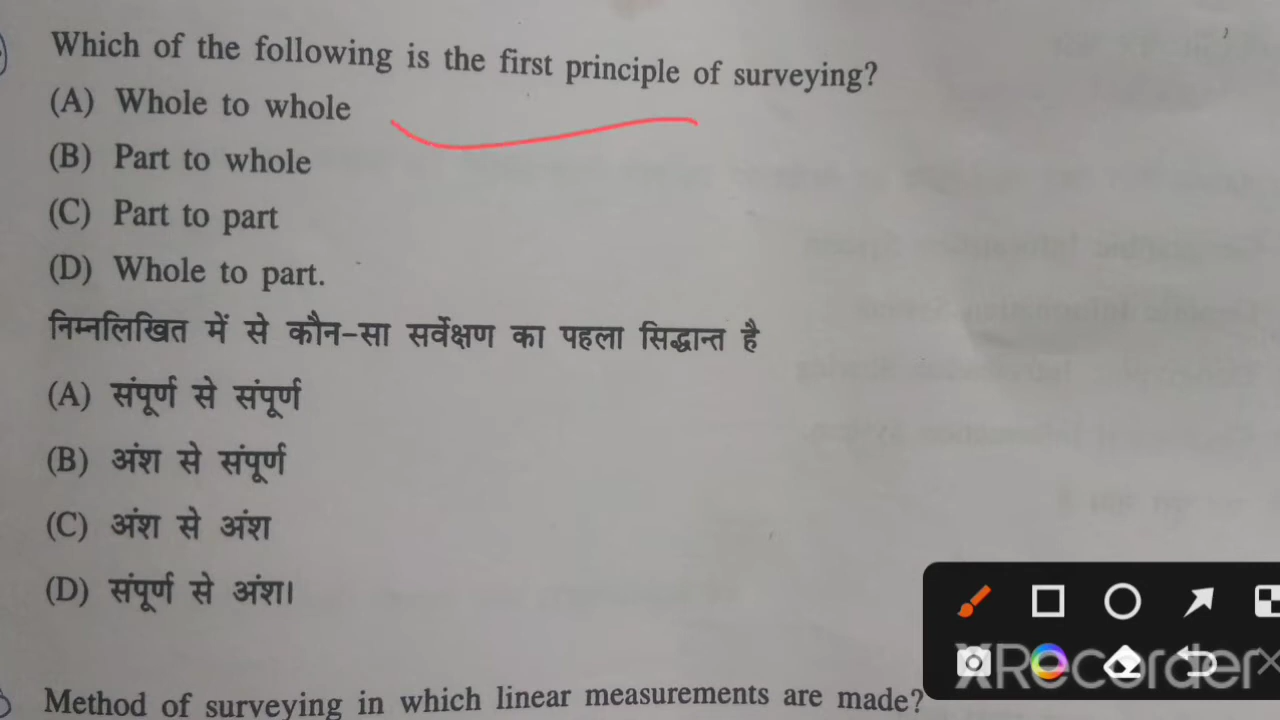 Which of the following is the first principle of surveying?
(A) Whole to whole
(B) Part to whole
(C) Part to part
(D) Whole to part.
निम्नलिखित में से कौन-सा सर्वेक्षण का पहला सिद्धान्त है
(A) संपूर्ण से संपूर्ण
(B) अंश से संपूर्ण
(C) अंश से अंश
(D) संपूर्ण से अंश।
Method of surveying in which linear measurements are made?
XRecorder